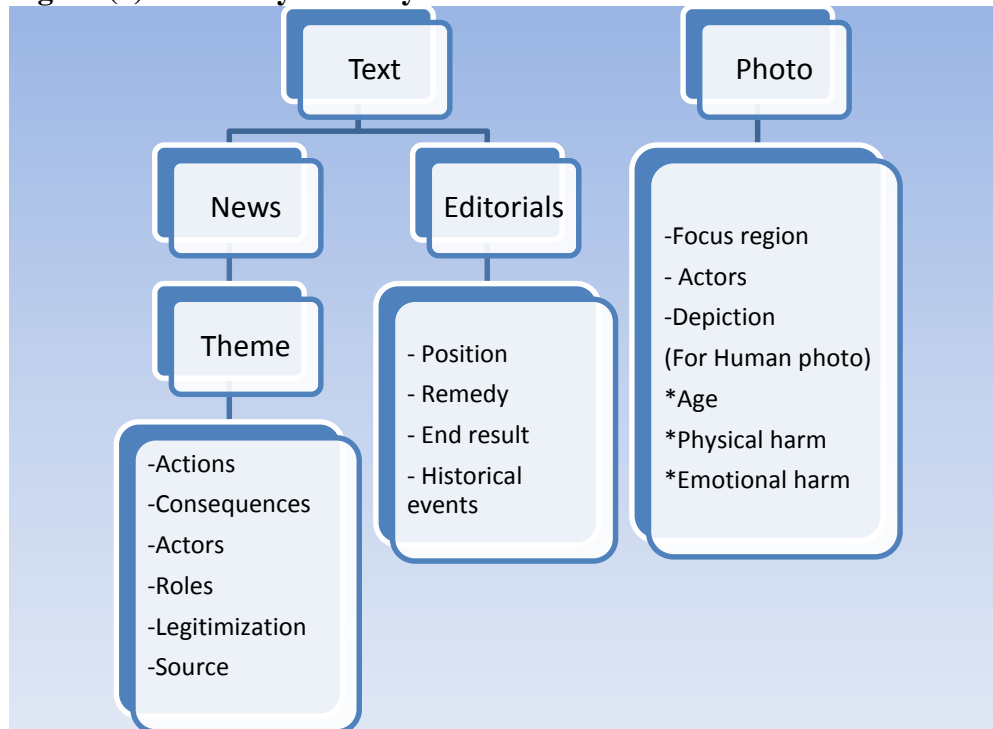 Text
Photo
News
Editorials
Theme
-Actions
-Consequences
-Actors
-Roles
-Legitimization
-Source
- Position
- Remedy
- End result
- Historical
events
-Focus region
- Actors
-Depiction
(For Human photo)
*Age
*Physical harm
*Emotional harm